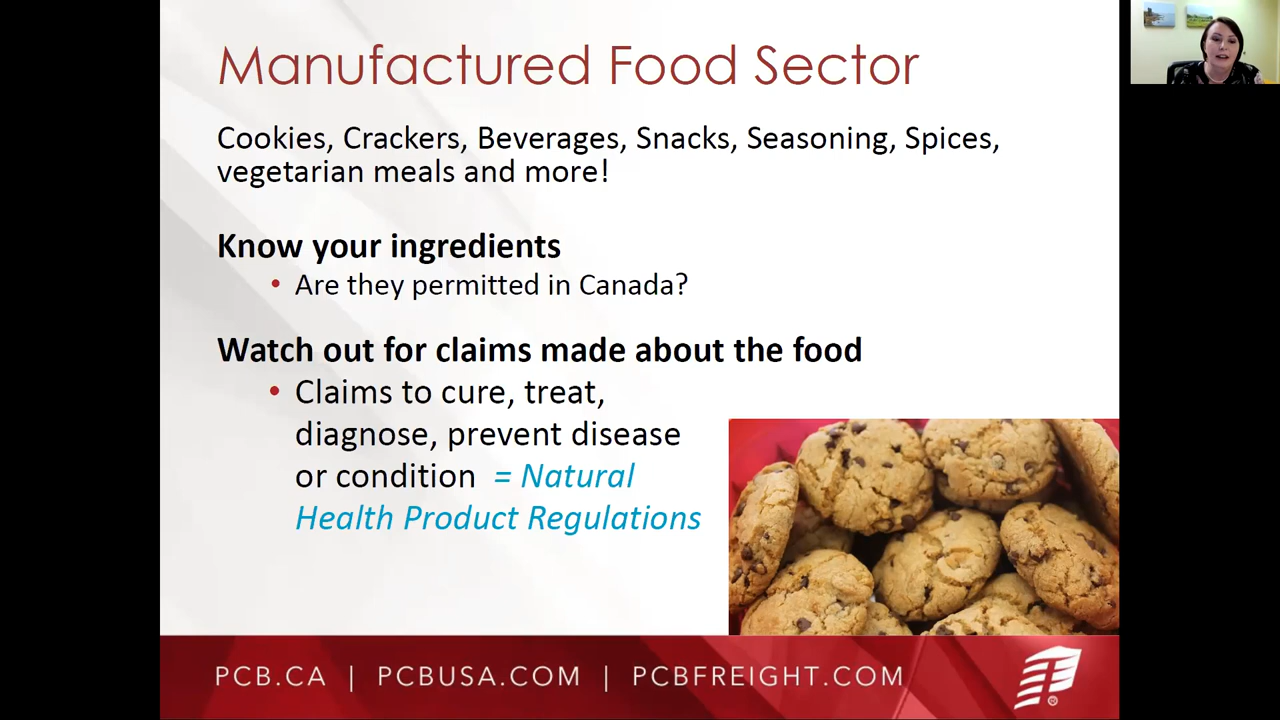 Manufactured Food Sector
Cookies, Crackers, Beverages, Snacks, Seasoning, Spices,
vegetarian meals and more!
Know your ingredients
• Are they permitted in Canada?
Watch out for claims made about the food
• Claims to cure, treat,
diagnose, prevent disease
or condition = Natural
Health Product Regulations
PCB.CA | PCBUSA.COM | PCBFREIGHT.COM
®